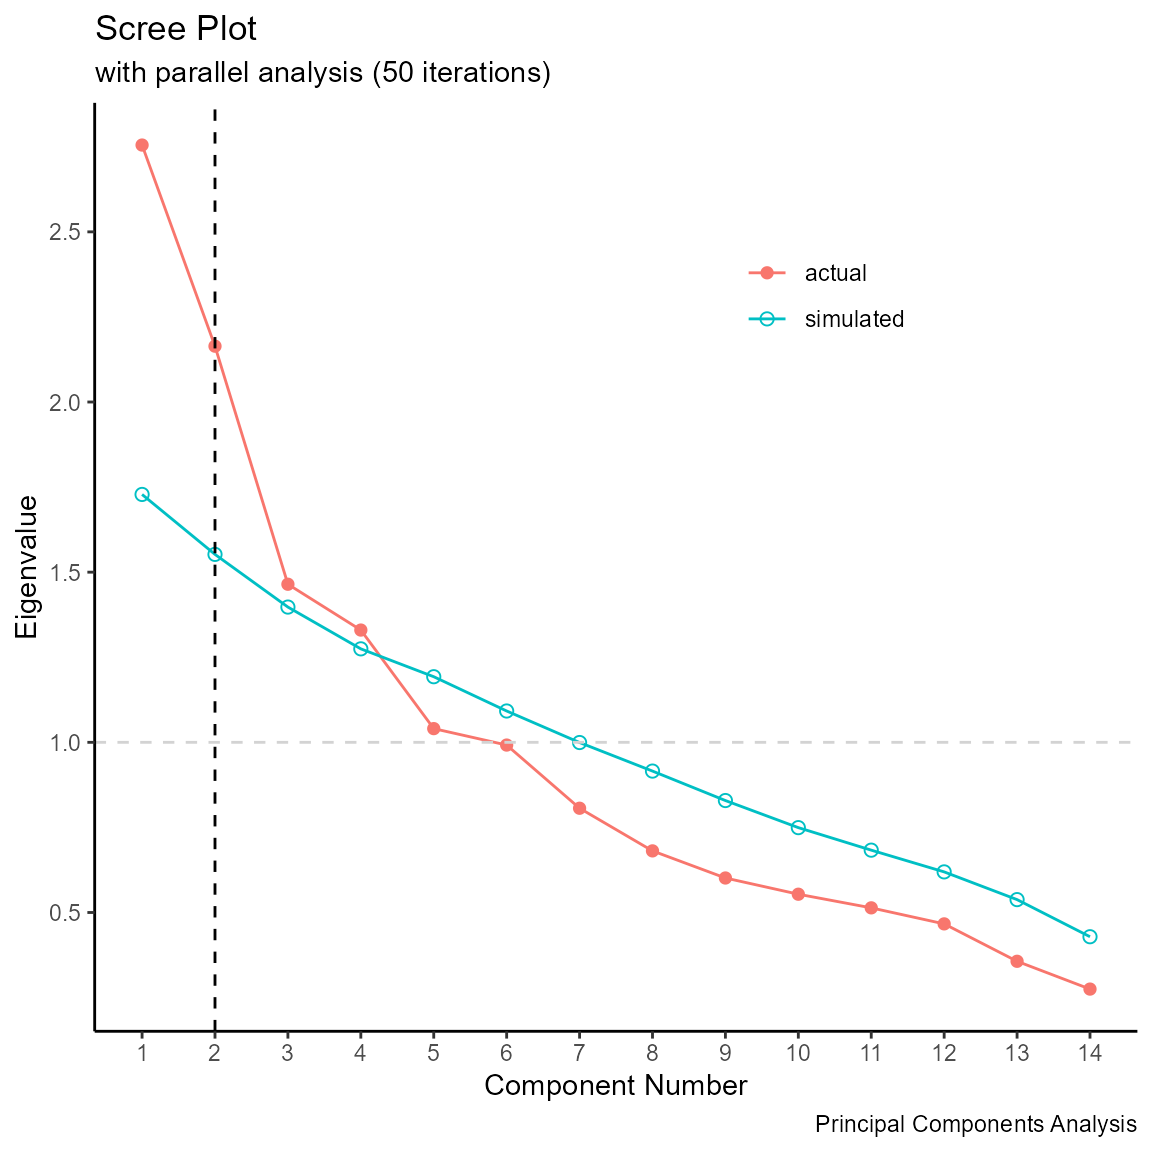 Scree Plot
with parallel analysis (50 iterations)
Eigenvalue
2.5
2.0
1.5
1.0
0.5
actual
simulated
1 2 3 4 5 6 7 8 9 10 11 12 13 14
Component Number
Principal Components Analysis